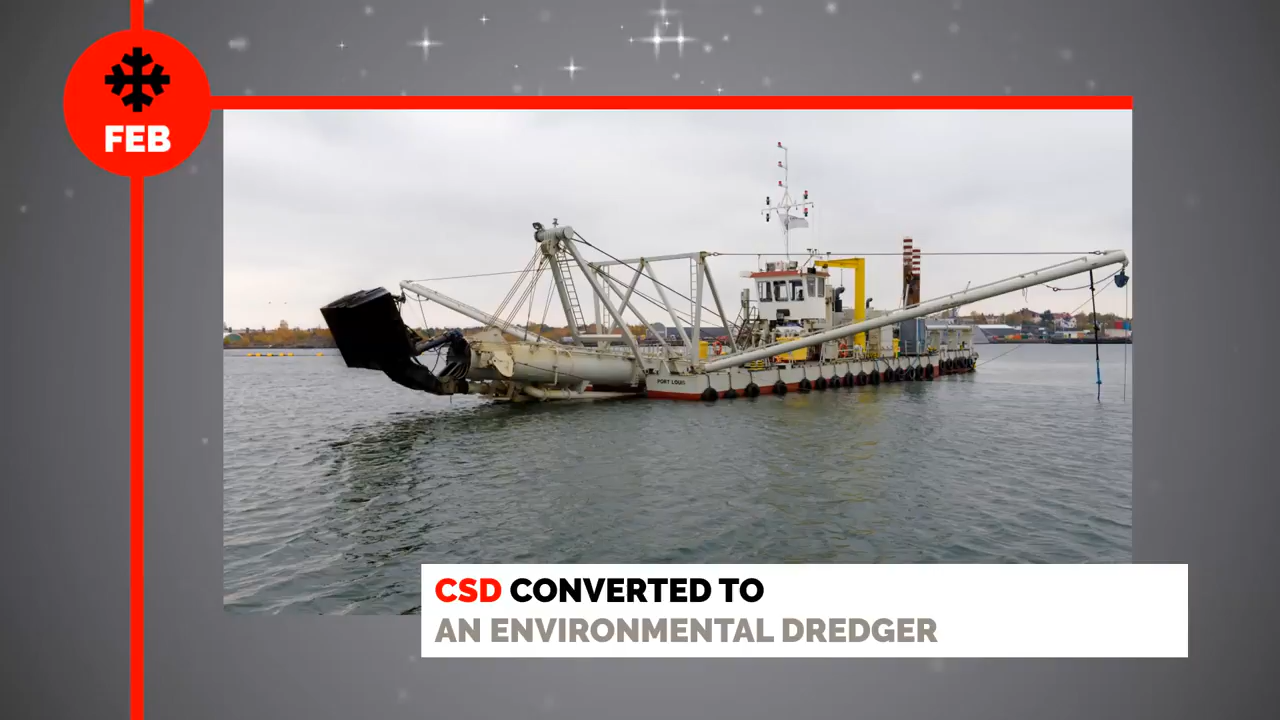 FEB
PORT LOUIS
CSD CONVERTED TO
AN ENVIRONMENTAL DREDGER